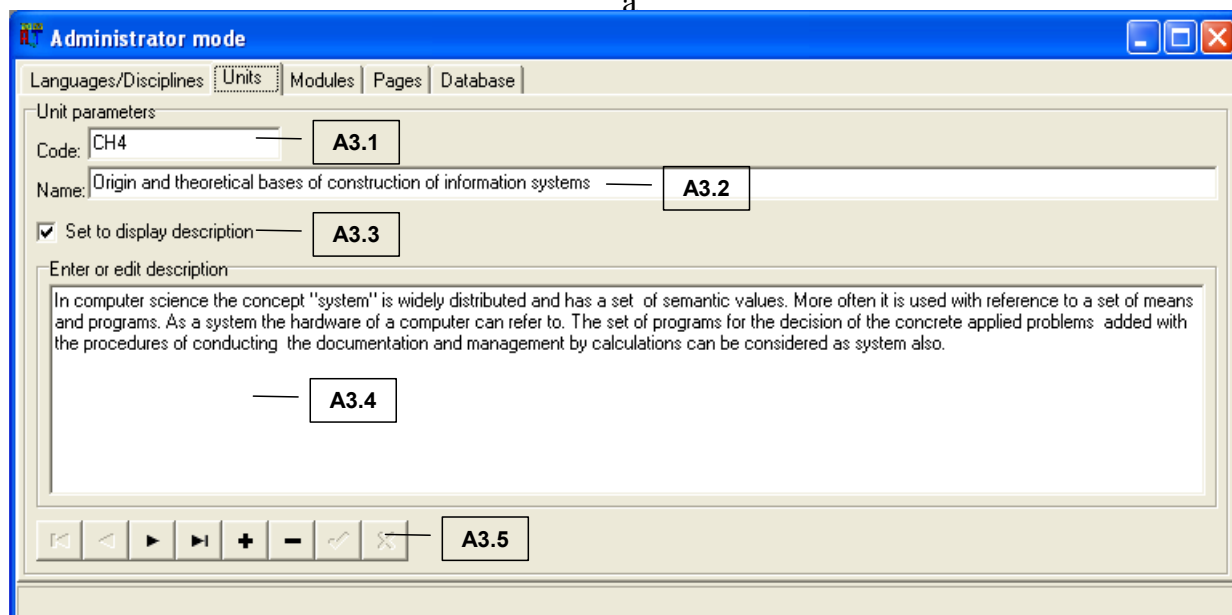 a
Administrator mode
Languages/Disciplines Units Modules Pages Database
Unit parameters
Code: CH4 A3.1
Name: Origin and theoretical bases of construction of information systems A3.2
Set to display description A3.3
Enter or edit description
In computer science the concept "system" is widely distributed and has a set of semantic values. More often it is used with reference to a set of means
and programs. As a system the hardware of a computer can refer to. The set of programs for the decision of the concrete applied problems added with
the procedures of conducting the documentation and management by calculations can be considered as system also.
A3.4
A3.5